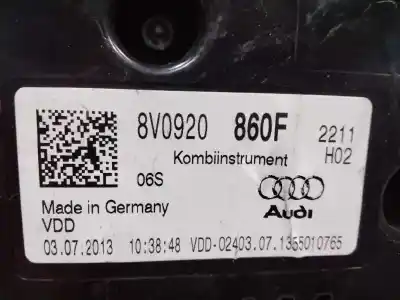 8V0920 860F 2211
Kombiinstrument H02
06S
Made in Germany
VDD Audi
03.07.2013 10:38:48 VDD-02403.07.1355010765